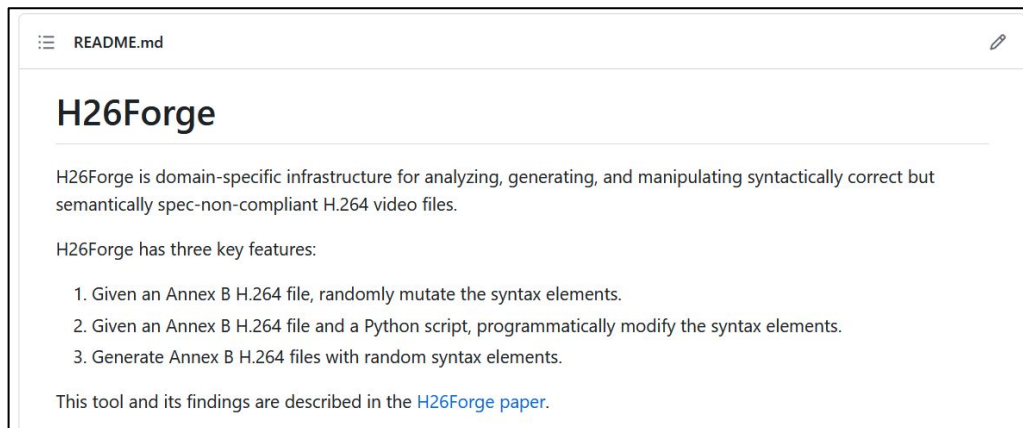 README.md
H26Forge
H26Forge is domain-specific infrastructure for analyzing, generating, and manipulating syntactically correct but
semantically spec-non-compliant H.264 video files.
H26Forge has three key features:
1. Given an Annex B H.264 file, randomly mutate the syntax elements.
2. Given an Annex B H.264 file and a Python script, programmatically modify the syntax elements.
3. Generate Annex B H.264 files with random syntax elements.
This tool and its findings are described in the H26Forge paper.